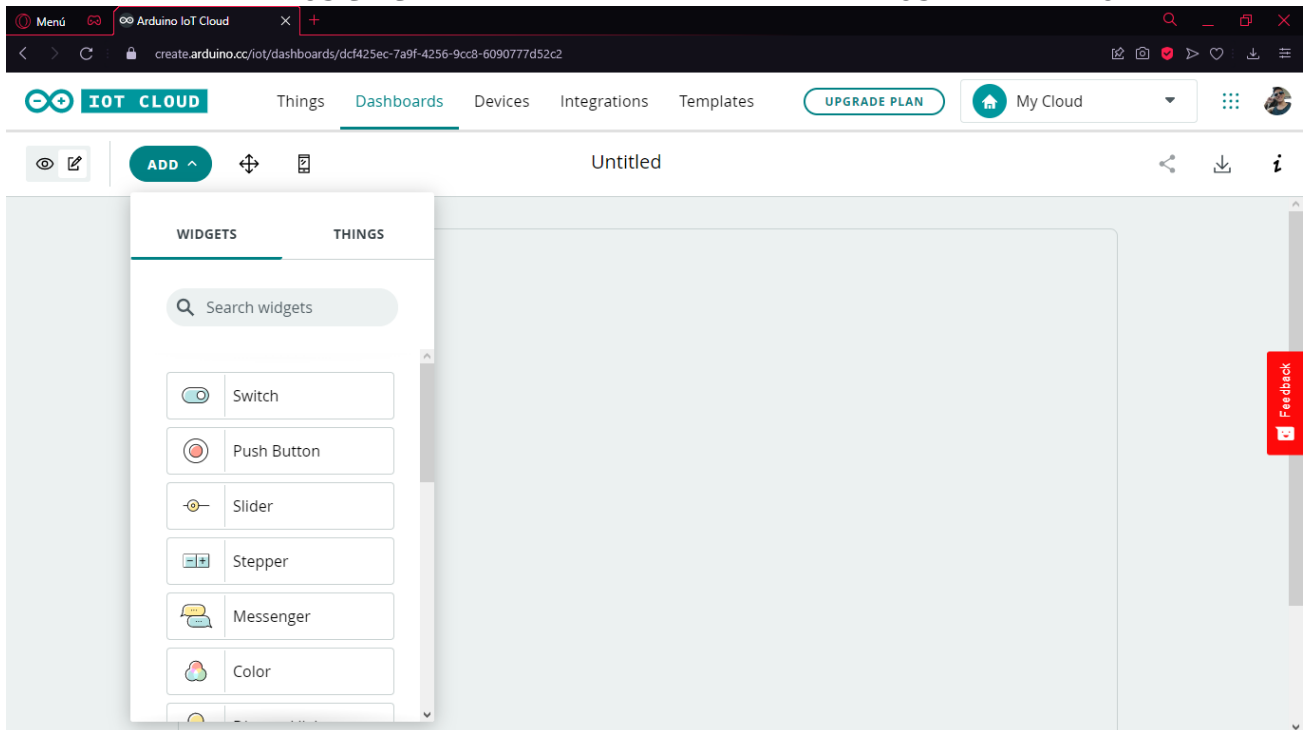 Menú
Arduino IoT Cloud
create.arduino.cc/iot/dashboards/dcf425ec-7a9f-4256-9cc8-6090777d52c2
IOT CLOUD
Things
Dashboards
Devices
Integrations
Templates
UPGRADE PLAN
My Cloud
ADD
Untitled
WIDGETS
THINGS
Search widgets
Switch
Push Button
Slider
Stepper
Messenger
Color
Feedback